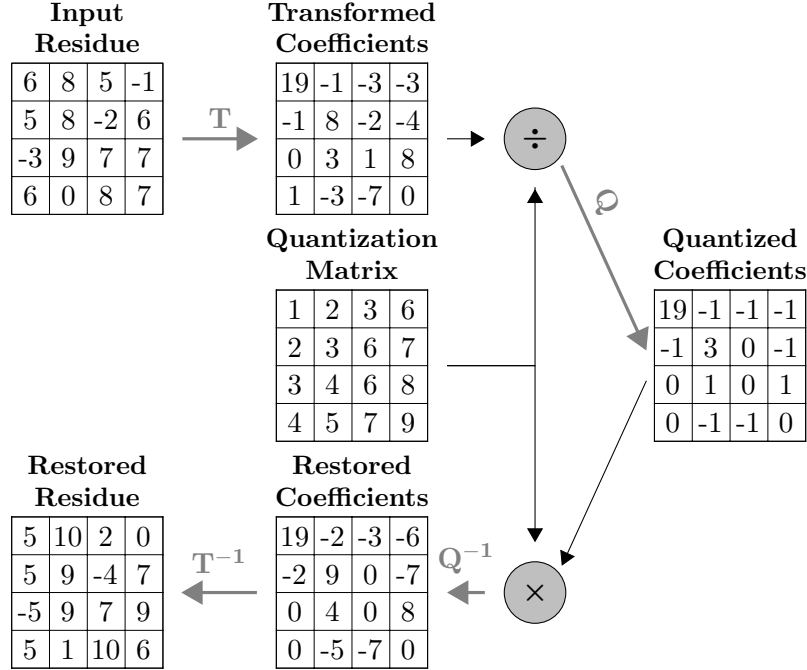 Input
Residue
6 8 5 -1
5 8 -2 6
-3 9 7 7
6 0 8 7
T
Transformed
Coefficients
19 -1 -3 -3
-1 8 -2 -4
0 3 1 8
1 -3 -7 0
÷
Q
Quantization
Matrix
1 2 3 6
2 3 6 7
3 4 6 8
4 5 7 9
Quantized
Coefficients
19 -1 -1 -1
-1 3 0 -1
0 1 0 1
0 -1 -1 0
Restored
Residue
5 10 2 0
5 9 -4 7
-5 9 7 9
5 1 10 6
T⁻¹
Restored
Coefficients
19 -2 -3 -6
-2 9 0 -7
0 4 0 8
0 -5 -7 0
Q⁻¹
×